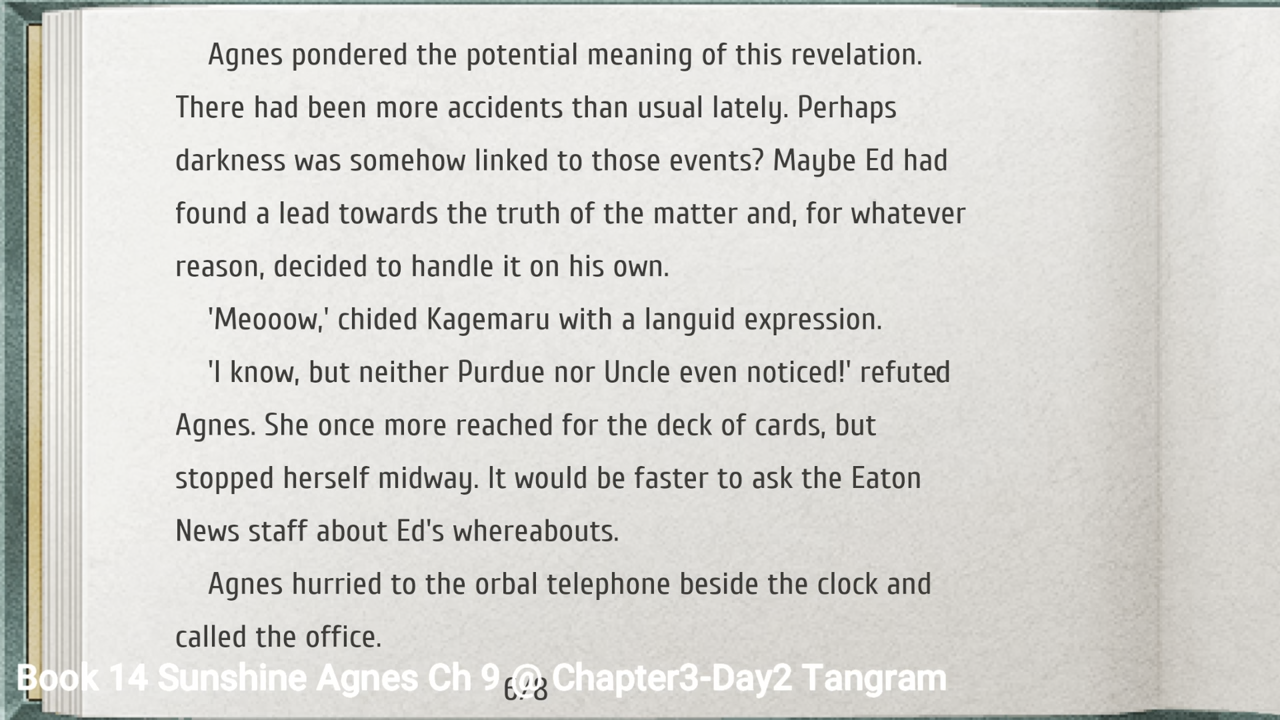 Agnes pondered the potential meaning of this revelation.
There had been more accidents than usual lately. Perhaps
darkness was somehow linked to those events? Maybe Ed had
found a lead towards the truth of the matter and, for whatever
reason, decided to handle it on his own.
'Meooow,' chided Kagemaru with a languid expression.
'I know, but neither Purdue nor Uncle even noticed!' refuted
Agnes. She once more reached for the deck of cards, but
stopped herself midway. It would be faster to ask the Eaton
News staff about Ed's whereabouts.
Agnes hurried to the orbal telephone beside the clock and
called the office.
Book 14 Sunshine Agnes Ch 9 @ Chapter3-Day2 Tangram
6/8